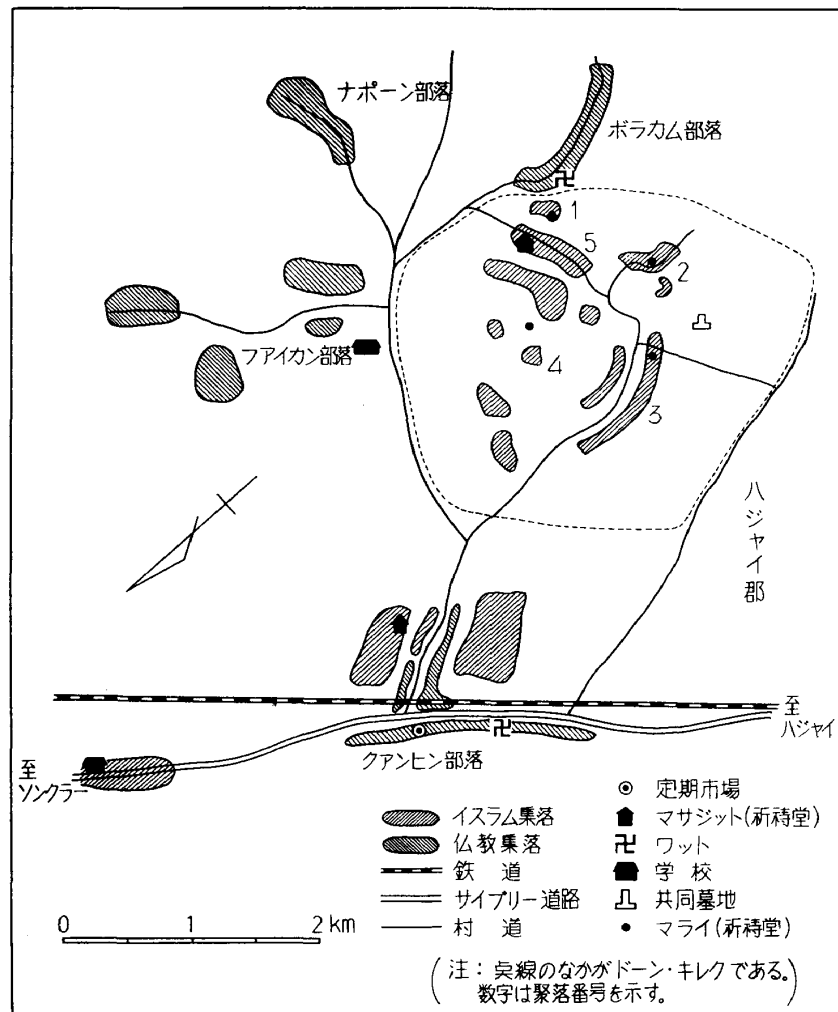 ナポーン部落
ボラカム部落
卍
1
5
2
フアイカン部落
4
3
ハジャイ郡
至
ハジャイ
卍
クアンヒン部落
至
ソンクラー
定期市場
イスラム集落
マサジット(祈祷堂)
仏教集落
卍 ワット
鉄道
学校
サイブリー道路
共同墓地
村道
マライ(祈祷堂)
0 1 2 km
(注:点線のなかがドーン・キレクである。
数字は聚落番号を示す。)